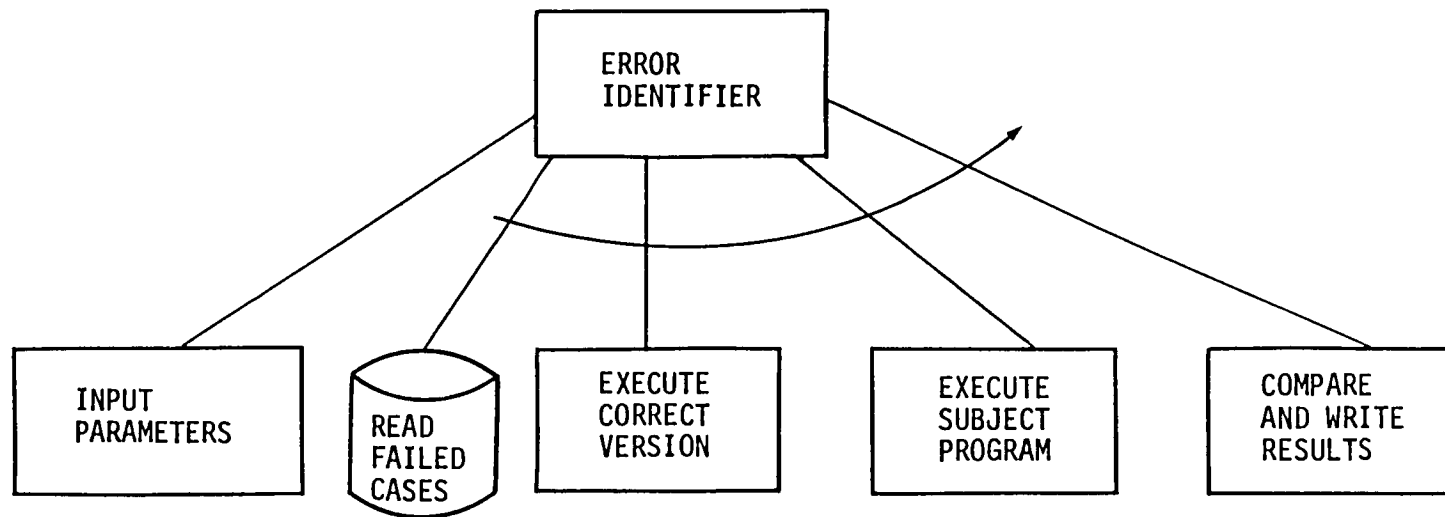 ERROR
IDENTIFIER
INPUT
PARAMETERS
READ
FAILED
CASES
EXECUTE
CORRECT
VERSION
EXECUTE
SUBJECT
PROGRAM
COMPARE
AND WRITE
RESULTS